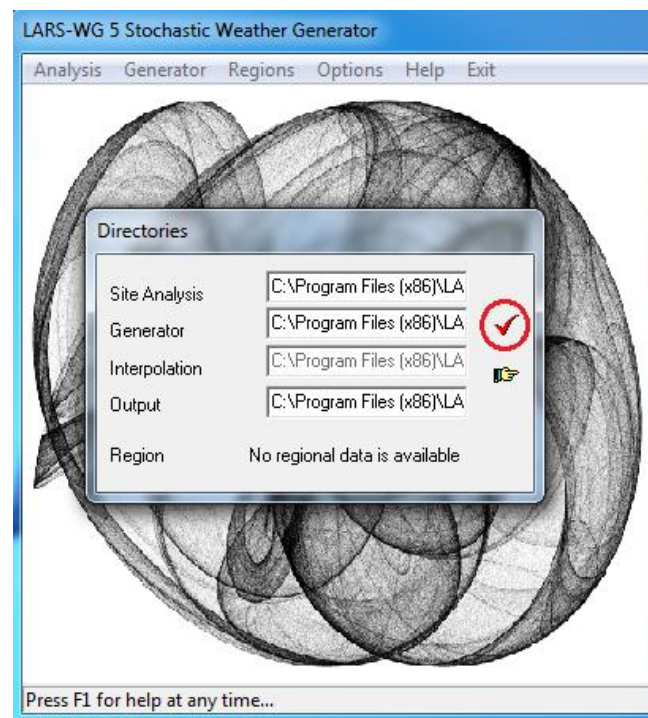 LARS-WG 5 Stochastic Weather Generator
Analysis Generator Regions Options Help Exit
Directories
Site Analysis C:\Program Files (x86)\LA
Generator C:\Program Files (x86)\LA
Interpolation C:\Program Files (x86)\LA
Output C:\Program Files (x86)\LA
Region No regional data is available
Press F1 for help at any time...